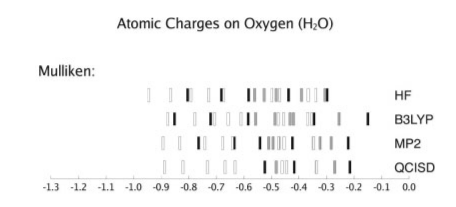 Atomic Charges on Oxygen (H₂O)
Mulliken:
HF
B3LYP
MP2
QCISD
-1.3 -1.2 -1.1 -1.0 -0.9 -0.8 -0.7 -0.6 -0.5 -0.4 -0.3 -0.2 -0.1 0.0